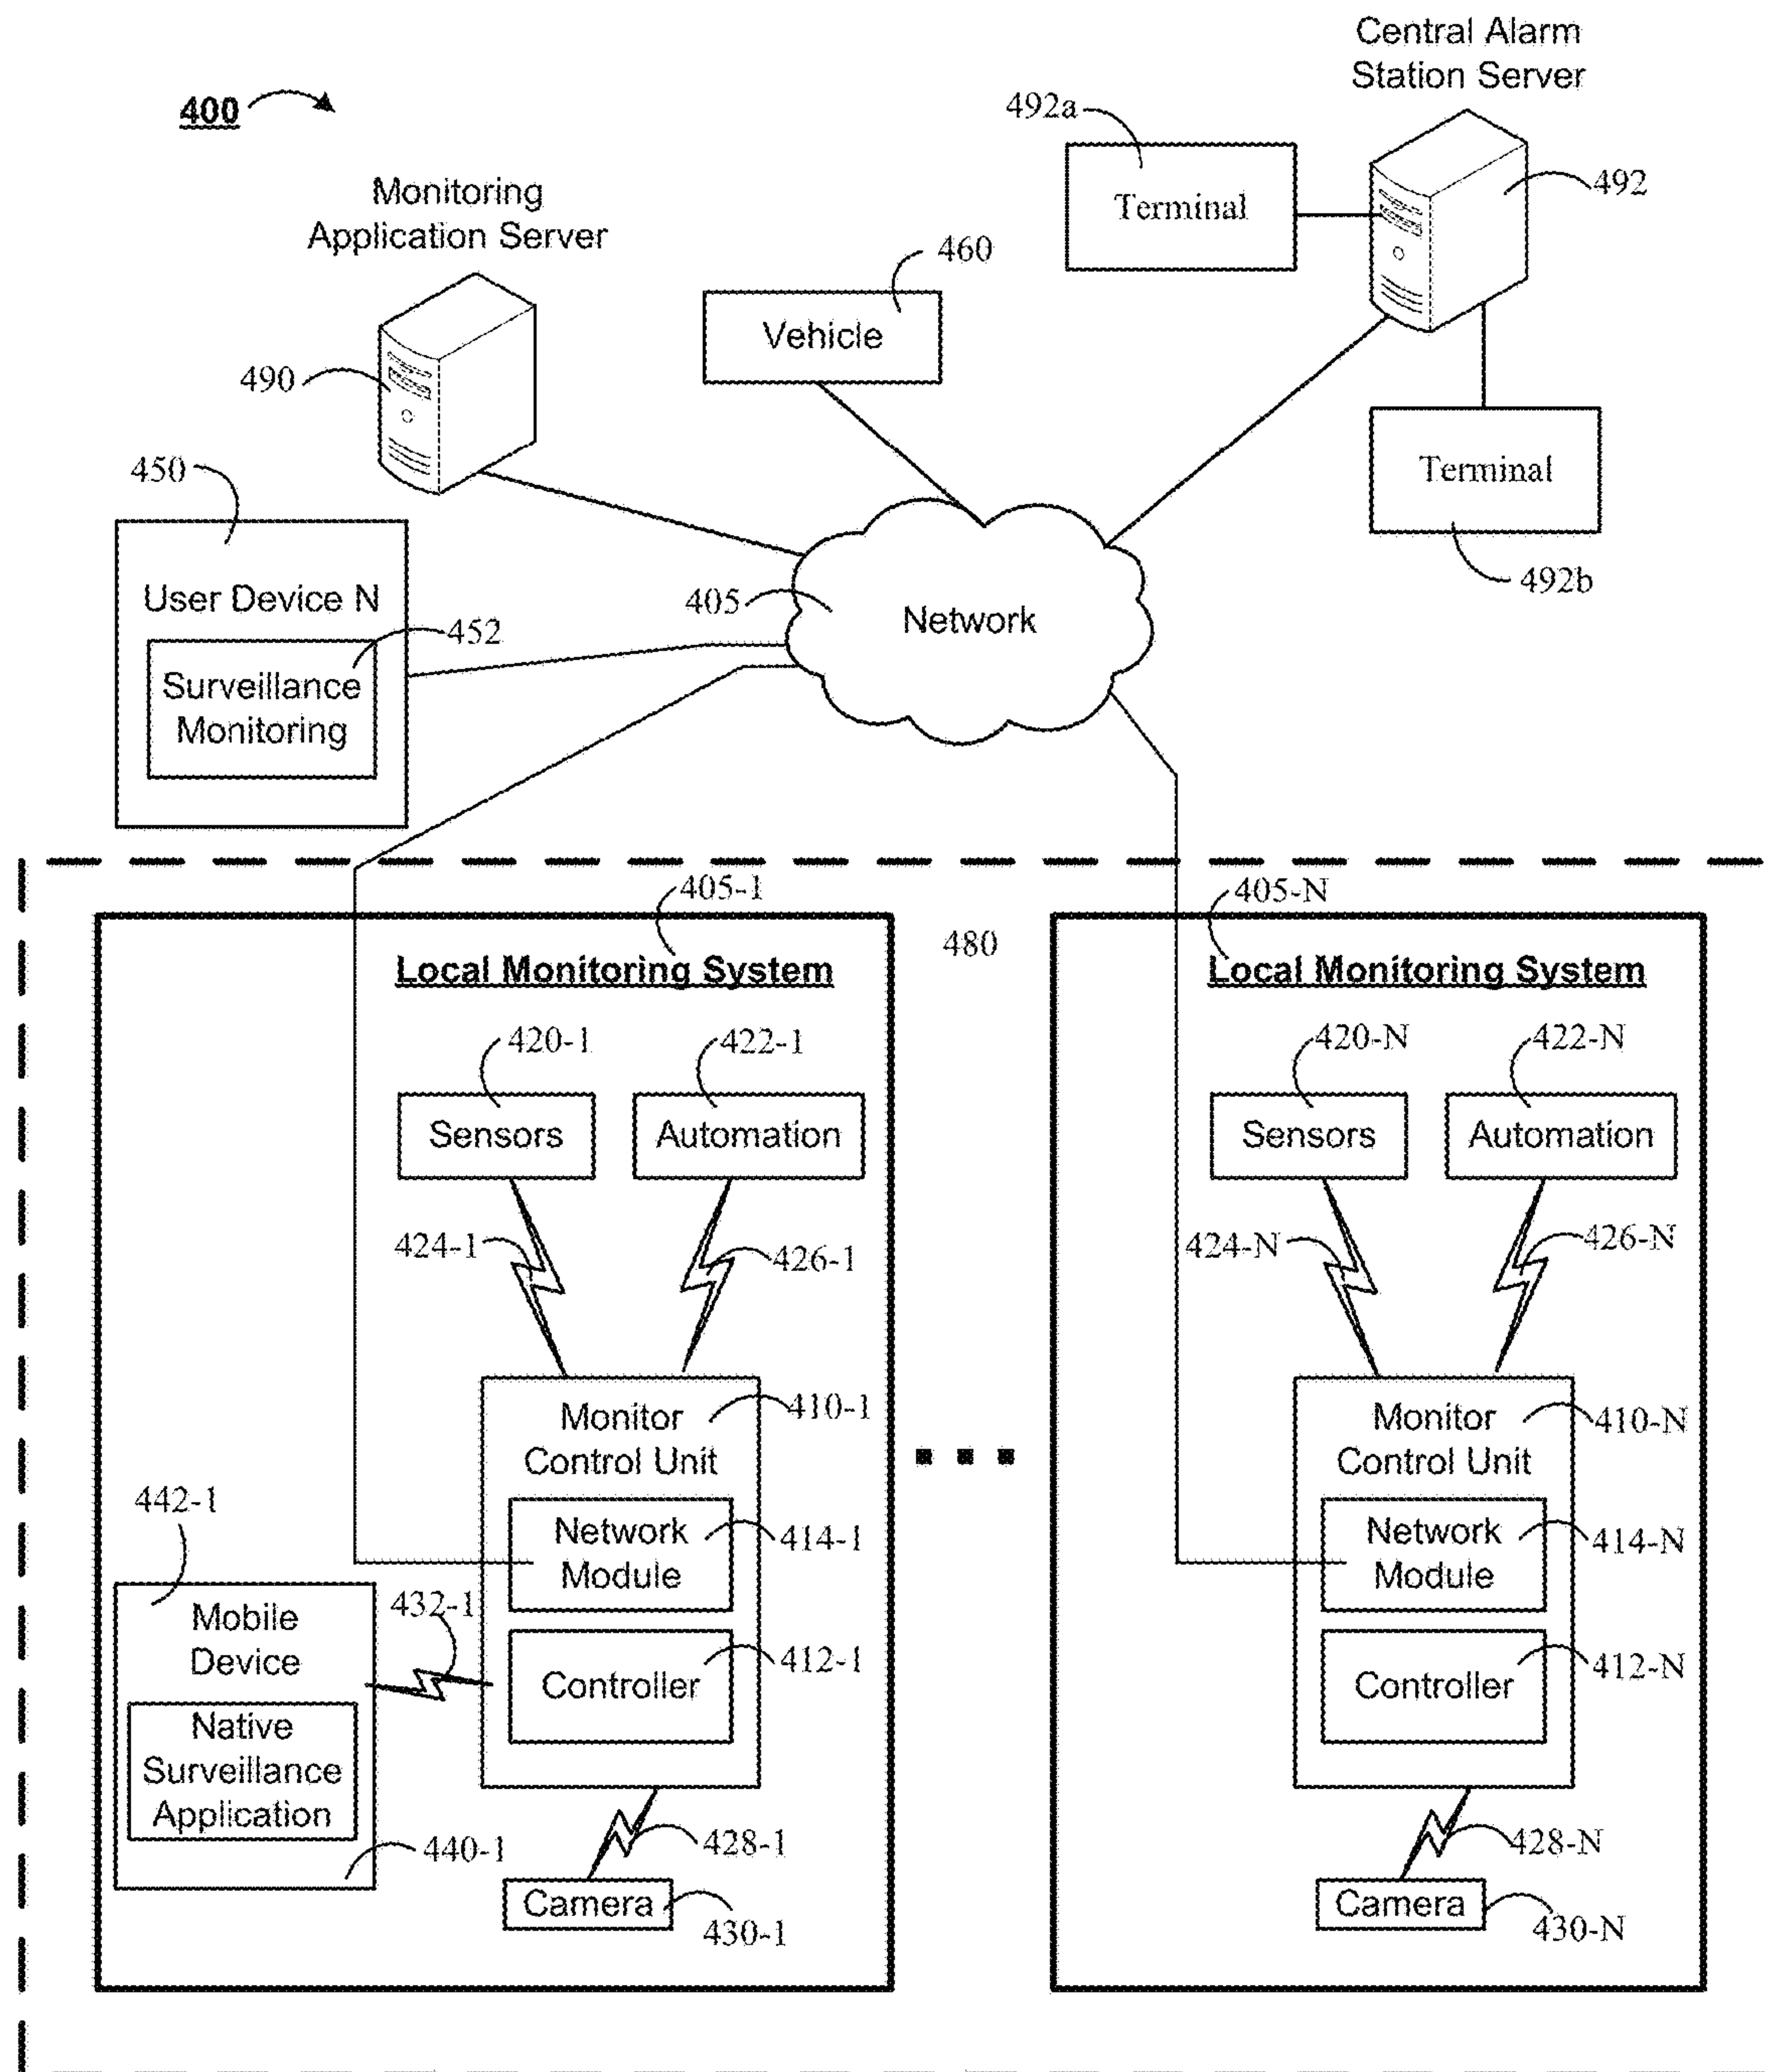 Central Alarm
Station Server
400
492a
492
Terminal
Monitoring
Application Server
460
Vehicle
490
450
Terminal
492b
User Device N
405
Network
452
Surveillance
Monitoring
405-1
405-N
480
Local Monitoring System
Local Monitoring System
420-1
422-1
420-N
422-N
Sensors
Automation
Sensors
Automation
424-1
426-1
424-N
426-N
Monitor
Control Unit
410-1
Monitor
Control Unit
410-N
442-1
Network
Module
414-1
Network
Module
414-N
Mobile
Device
432-1
Controller
412-1
Controller
412-N
Native
Surveillance
Application
440-1
428-1
428-N
Camera
430-1
Camera
430-N